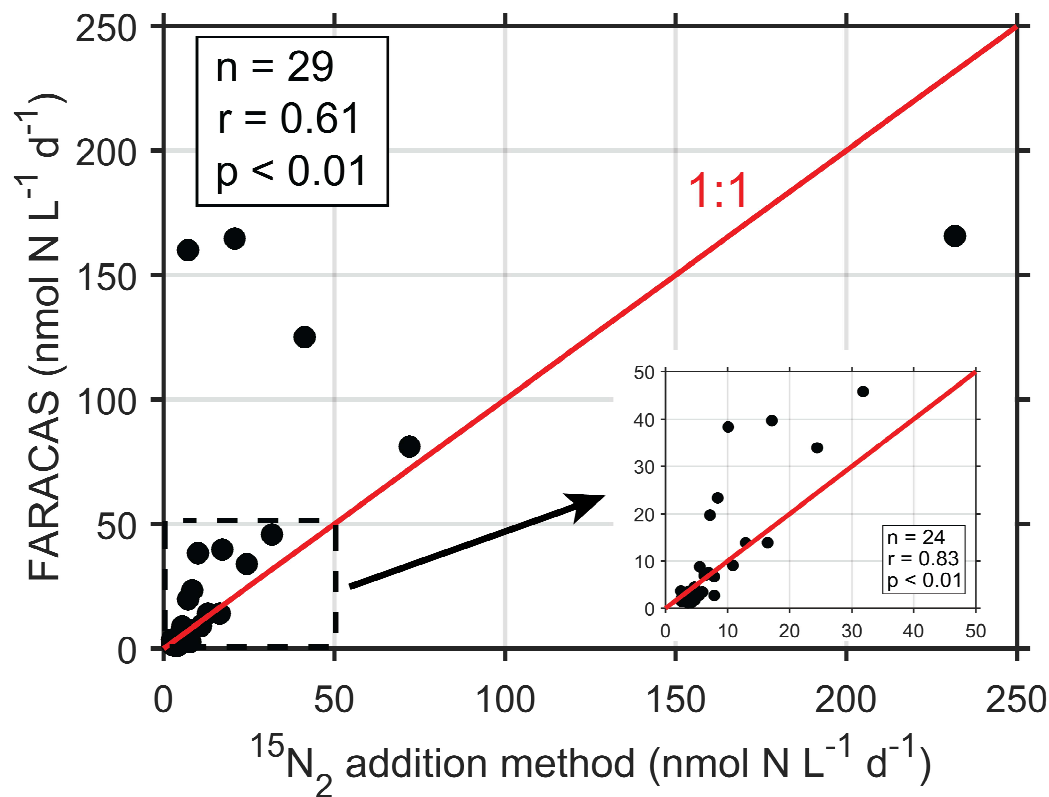 FARACAS (nmol N L⁻¹ d⁻¹)
250
200
150
100
50
0
n = 29
r = 0.61
p < 0.01
1:1
50
40
30
20
10
0
n = 24
r = 0.83
p < 0.01
0 10 20 30 40 50
0 50 100 150 200 250
¹⁵N₂ addition method (nmol N L⁻¹ d⁻¹)